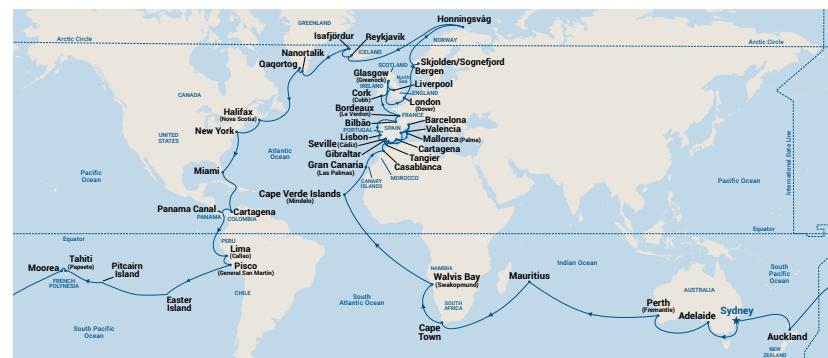 Honningsvåg
GREENLAND
Isafjördur
Reykjavik
Arctic Circle
ICELAND
NORWAY
Arctic Circle
Nanortalik
Qaqortog
SCOTLAND
Skjolden/Sognefjord
Bergen
Glasgow
(Greenock)
North
Sea
IRELAND
Liverpool
CANADA
Cork
(Cobh)
ENGLAND
London
(Dover)
Halifax
(Nova Scotia)
Bordeaux
(Le Verdon)
FRANCE
Bilbão
Barcelona
New York
PORTUGAL
SPAIN
Valencia
UNITED
STATES
Lisbon
Mallorca (Palma)
Seville (Cádiz)
Cartagena
Atlantic
Ocean
Gibraltar
Tangier
Casablanca
Miami
Gran Canaria
(Las Palmas)
CANARY
ISLANDS
MOROCCO
Pacific
Ocean
Pacific Ocean
International Date Line
Cape Verde Islands
(Mindelo)
Panama Canal
PANAMA
Cartagena
COLOMBIA
Equator
Equator
PERU
Lima
(Callao)
Pisco
(General San Martín)
Tahiti
(Papeete)
Moorea
FRENCH
POLYNESIA
Pitcairn
Island
Easter
Island
CHILE
South Pacific
Ocean
South
Atlantic Ocean
NAMIBIA
Walvis Bay
(Swakopmund)
SOUTH
AFRICA
Cape
Town
Mauritius
Indian Ocean
South
Pacific
Ocean
AUSTRALIA
Perth
(Fremantle)
Adelaide
Sydney
Auckland
NEW
ZEALAND